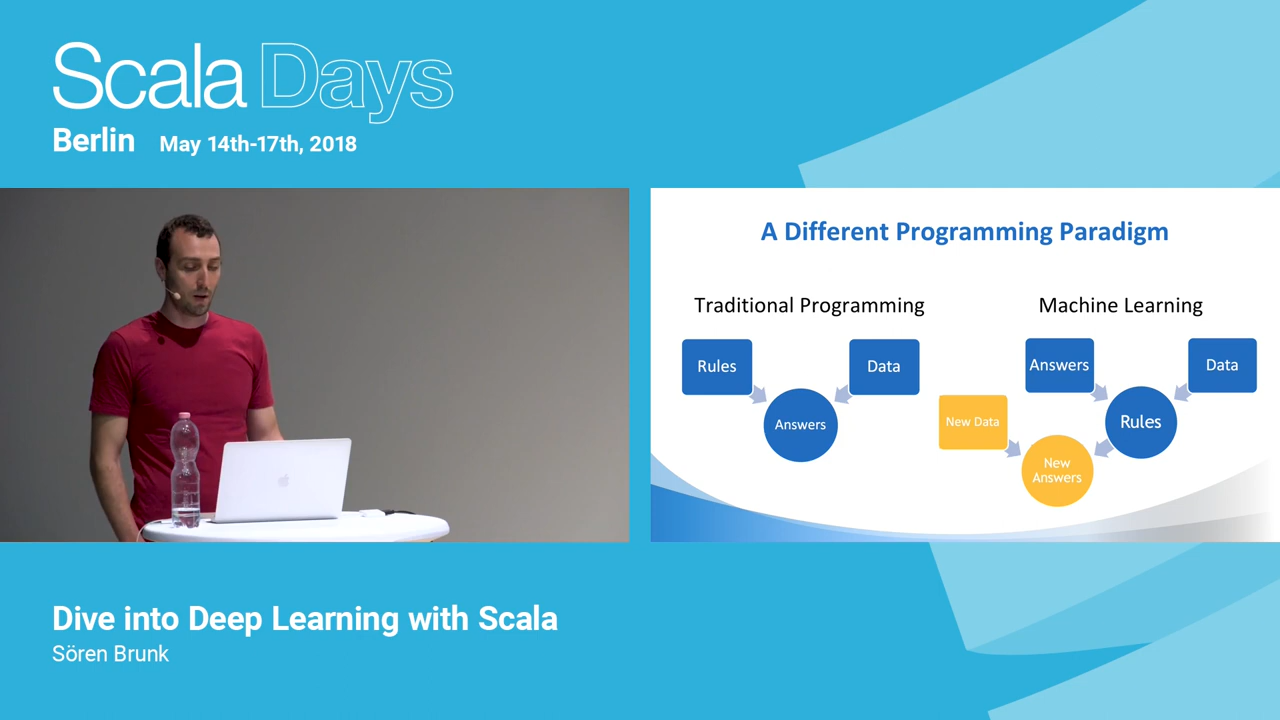 Scala Days
Berlin May 14th-17th, 2018
A Different Programming Paradigm
Traditional Programming
Rules
Data
Answers
Machine Learning
Answers
Data
New Data
Rules
New
Answers
Dive into Deep Learning with Scala
Sören Brunk